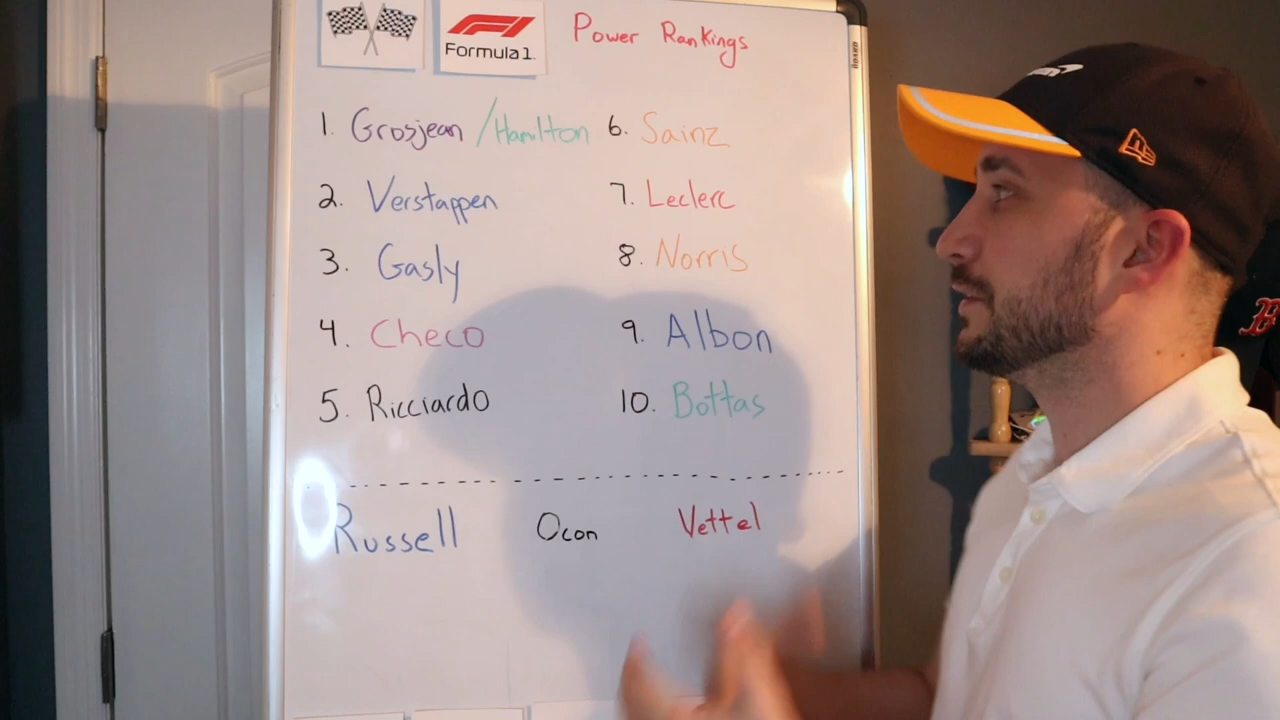 Formula 1
Power Rankings
1. Grosjean / Hamilton
2. Verstappen
3. Gasly
4. Checo
5. Ricciardo
6. Sainz
7. Leclerc
8. Norris
9. Albon
10. Bottas
Russell Ocon Vettel
B